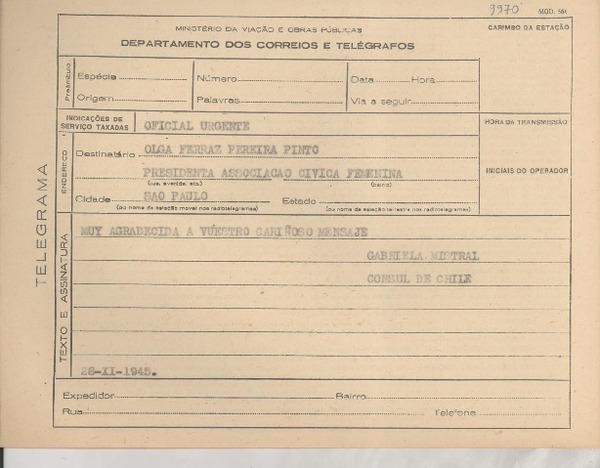 9970
MOD. 56
MINISTÉRIO DA VIAÇÃO E OBRAS PÚBLICAS
CARIMBO DA ESTAÇÃO
DEPARTAMENTO DOS CORREIOS E TELÉGRAFOS
Preâmbulo
Espécie Número Data Hora
Origem Palavras Via a seguir
INDICAÇÕES DE SERVIÇO TAXADAS OFICIAL URGENTE
HORA DA TRANSMISSÃO
ENDEREÇO
Destinatário OLGA FERRAZ PEREIRA PINTO
PRESIDENTA ASSOCIACAO CIVICA FEMENINA
INICIAIS DO OPERADOR
(rua, avenida, etc.) (bairro)
Cidade SAO PAULO Estado
(ou nome da estação movel nos radiotelegramas) (ou nome da estação terrestre nos radiotelegramas)
TELEGRAMA
TEXTO E ASSINATURA
MUY AGRADECIDA A VUESTRO CARIÑOSO MENSAJE
GABRIELA MISTRAL
CONSUL DE CHILE
28-XI-1945.
Expedidor Bairro
Rua Telefone